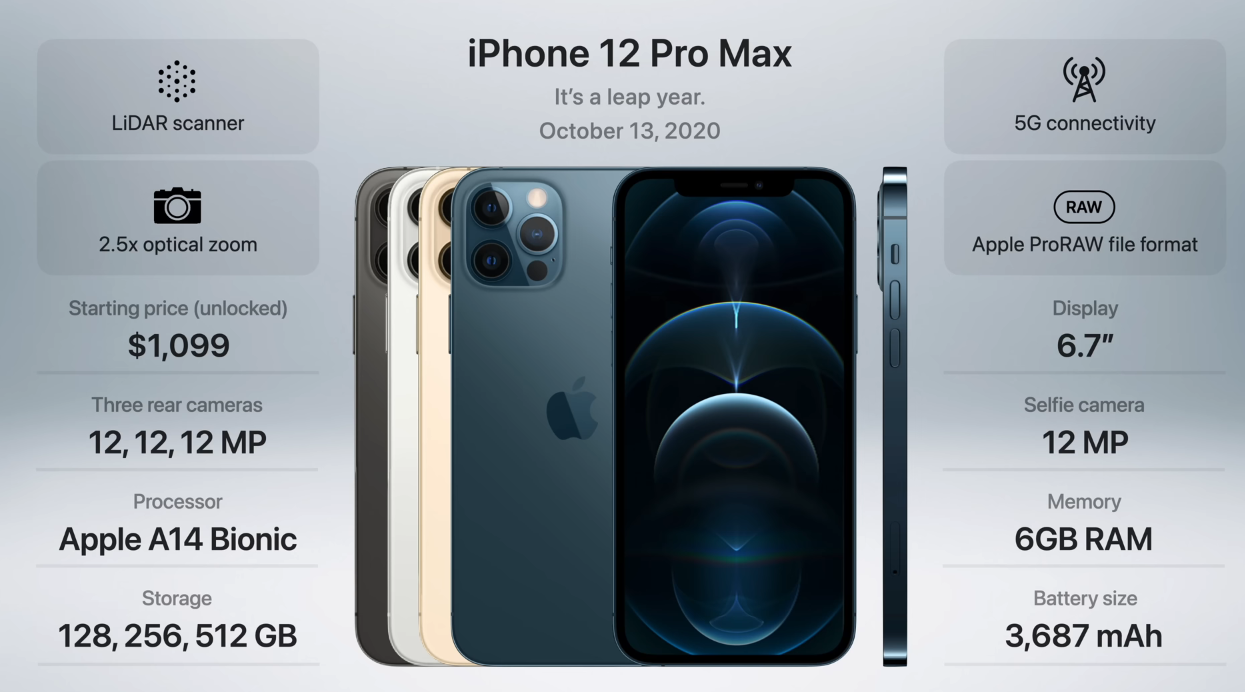 iPhone 12 Pro Max
It’s a leap year.
October 13, 2020
LiDAR scanner
2.5x optical zoom
Starting price (unlocked)
$1,099
Three rear cameras
12, 12, 12 MP
Processor
Apple A14 Bionic
Storage
128, 256, 512 GB
5G connectivity
RAW
Apple ProRAW file format
Display
6.7”
Selfie camera
12 MP
Memory
6GB RAM
Battery size
3,687 mAh